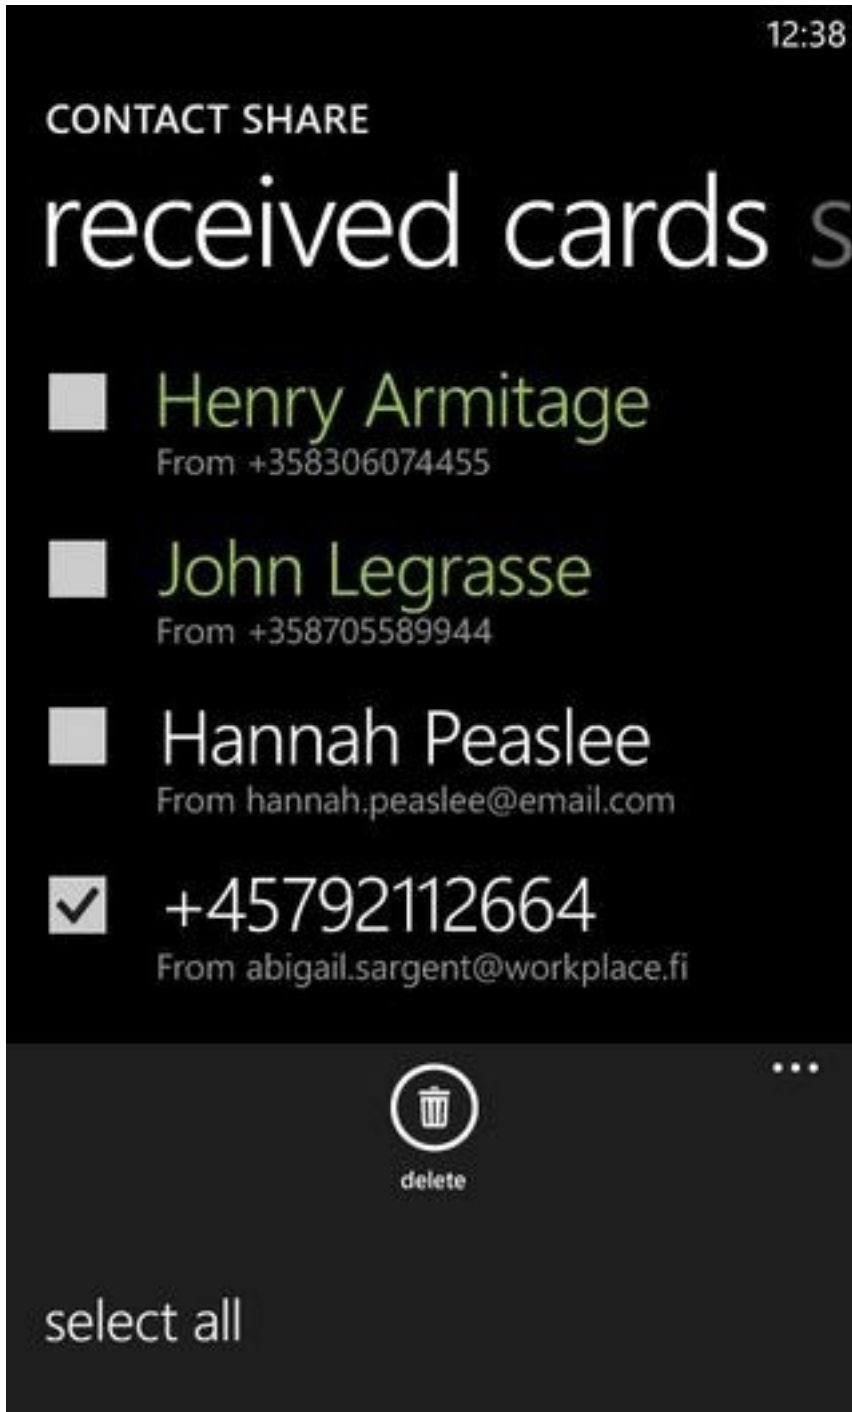 12:38
CONTACT SHARE
received cards s
Henry Armitage
From +358306074455
John Legrasse
From +358705589944
Hannah Peaslee
From hannah.peaslee@email.com
+45792112664
From abigail.sargent@workplace.fi
...
delete
select all